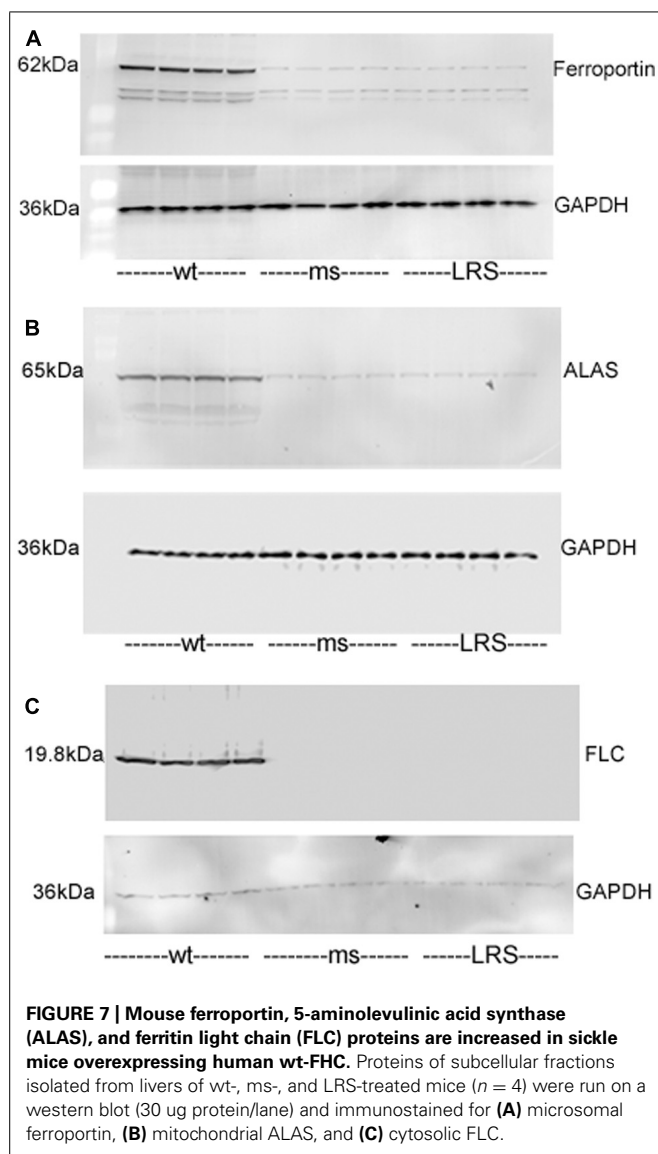 A
62kDa
Ferroportin
36kDa
GAPDH
-------wt------ ------ms------ ------LRS------
B
65kDa
ALAS
36kDa
GAPDH
-------wt------- -------ms------ ------LRS-----
C
19.8kDa
FLC
36kDa
GAPDH
--------wt------- -------ms------- ------LRS-----
FIGURE 7 | Mouse ferroportin, 5-aminolevulinic acid synthase
(ALAS), and ferritin light chain (FLC) proteins are increased in sickle
mice overexpressing human wt-FHC. Proteins of subcellular fractions
isolated from livers of wt-, ms-, and LRS-treated mice (n = 4) were run on a
western blot (30 ug protein/lane) and immunostained for (A) microsomal
ferroportin, (B) mitochondrial ALAS, and (C) cytosolic FLC.